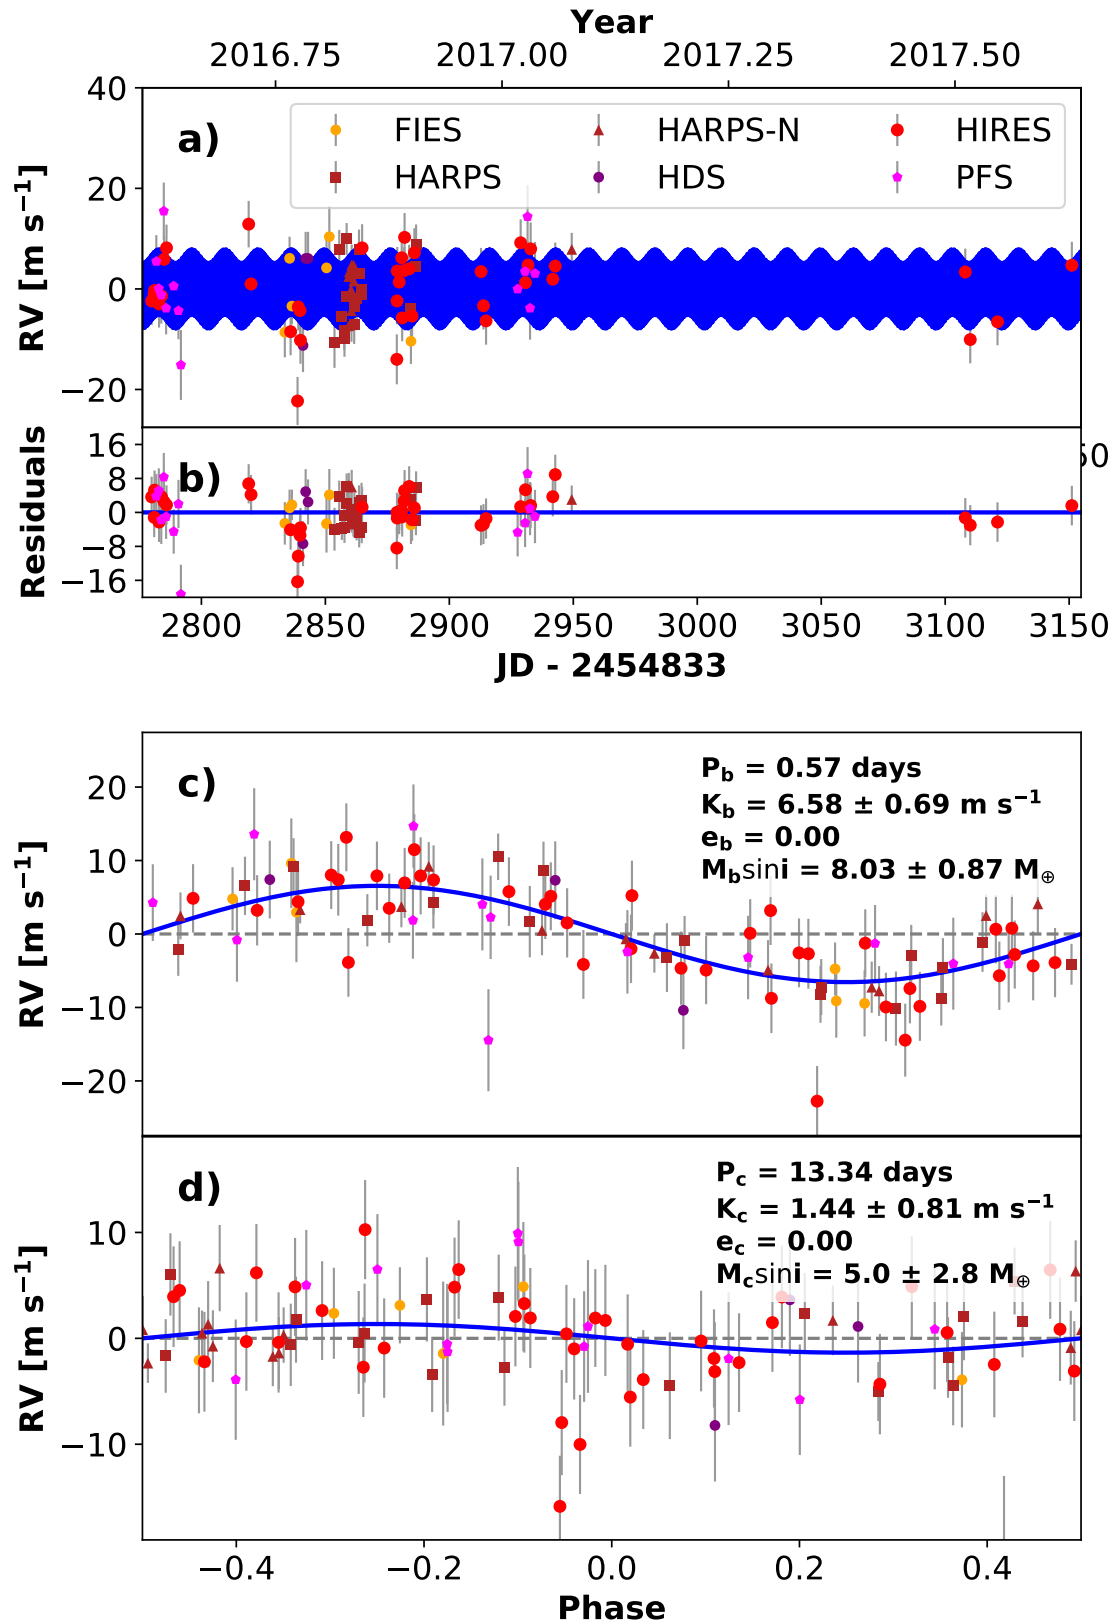 Year
2016.75 2017.00 2017.25 2017.50
40
20
0
−20
RV [m s⁻¹]
a)
FIES HARPS-N HIRES
HARPS HDS PFS
16
8
0
−8
−16
Residuals
b)
50
2800 2850 2900 2950 3000 3050 3100 3150
JD - 2454833
20
10
0
−10
−20
RV [m s⁻¹]
c)
P_b = 0.57 days
K_b = 6.58 ± 0.69 m s⁻¹
e_b = 0.00
M_b sini = 8.03 ± 0.87 M⊕
10
0
−10
RV [m s⁻¹]
d)
P_c = 13.34 days
K_c = 1.44 ± 0.81 m s⁻¹
e_c = 0.00
M_c sini = 5.0 ± 2.8 M⊕
−0.4 −0.2 0.0 0.2 0.4
Phase